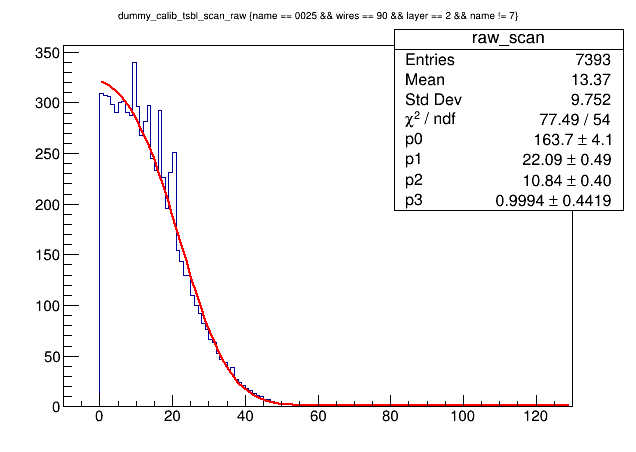 dummy_calib_tsbl_scan_raw {name == 0025 && wires == 90 && layer == 2 && name != 7}
raw_scan
Entries 7393
Mean 13.37
Std Dev 9.752
χ² / ndf 77.49 / 54
p0 163.7 ± 4.1
p1 22.09 ± 0.49
p2 10.84 ± 0.40
p3 0.9994 ± 0.4419
350
300
250
200
150
100
50
0
0 20 40 60 80 100 120